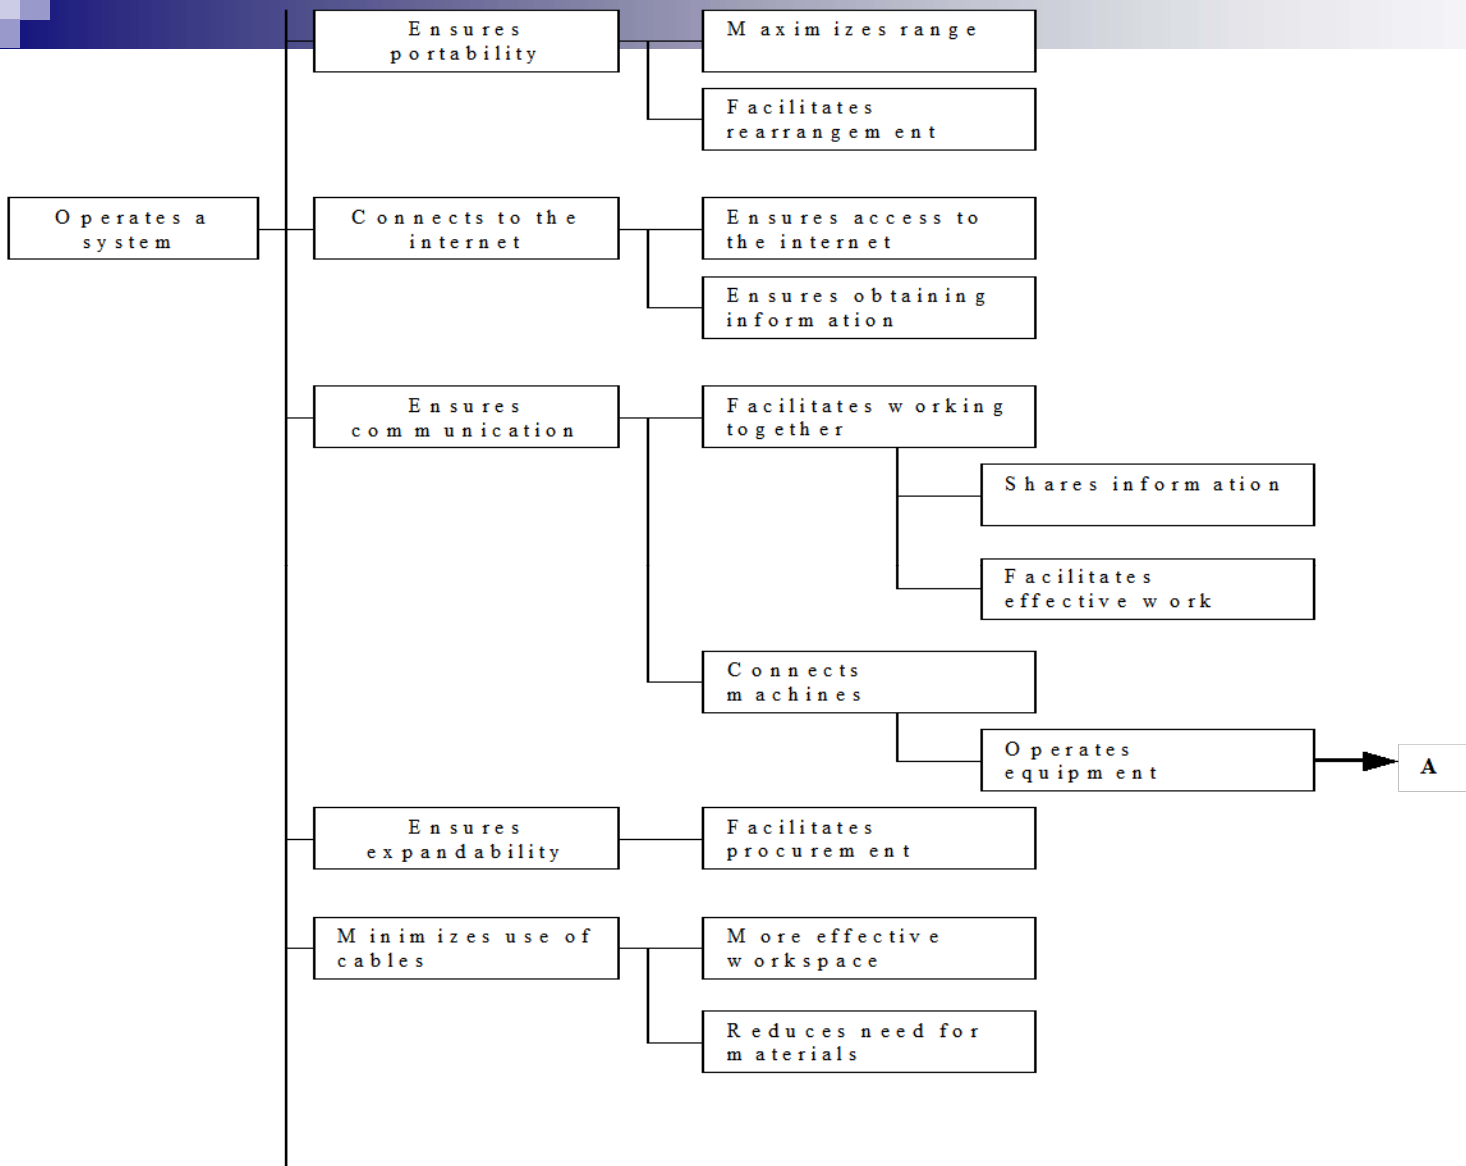 Ensures
portability
Maximizes range
Facilitates
rearrangement
Operates a
system
Connects to the
internet
Ensures access to
the internet
Ensures obtaining
information
Ensures
communication
Facilitates working
together
Shares information
Facilitates
effective work
Connects
machines
Operates
equipment
A
Ensures
expandability
Facilitates
procurement
Minimizes use of
cables
More effective
workspace
Reduces need for
materials